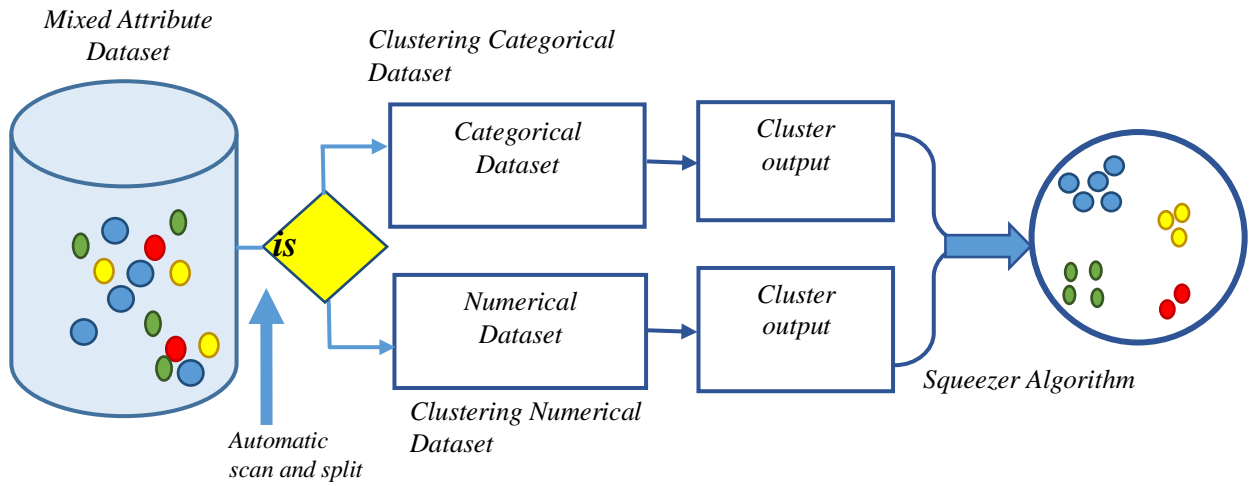 Mixed Attribute
Dataset
Clustering Categorical
Dataset
Categorical
Dataset
Cluster
output
is
Numerical
Dataset
Cluster
output
Clustering Numerical
Dataset
Squeezer Algorithm
Automatic
scan and split